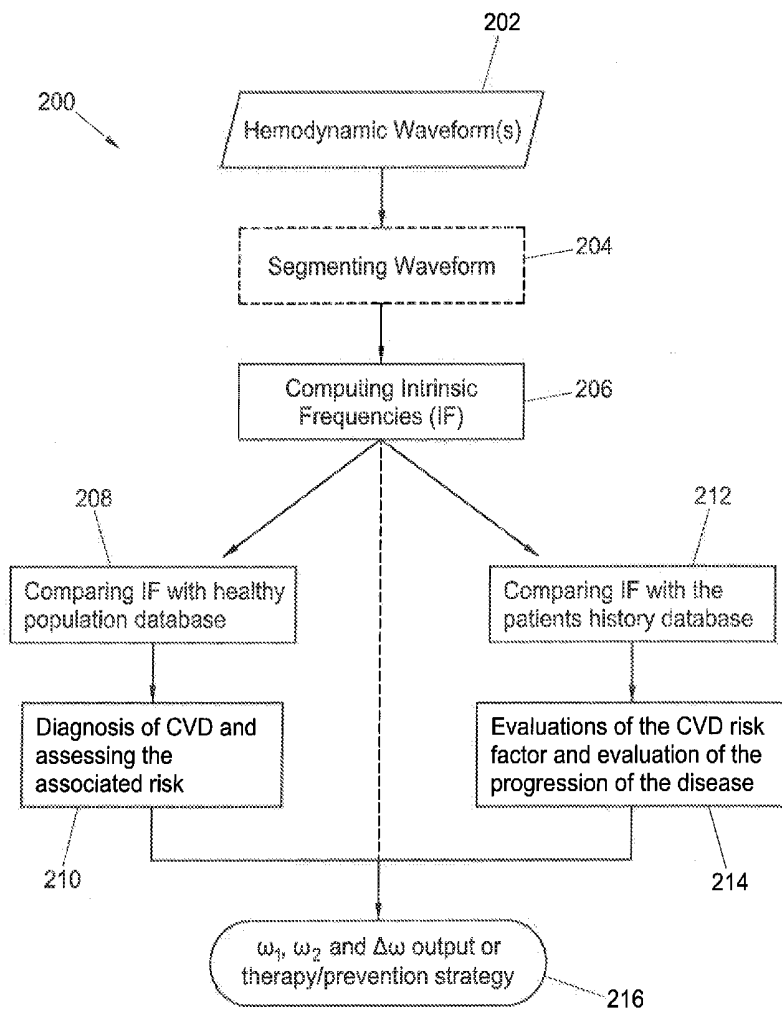 202
200
Hemodynamic Waveform(s)
Segmenting Waveform
204
Computing Intrinsic
Frequencies (IF)
206
208
212
Comparing IF with healthy
population database
Comparing IF with the
patients history database
Diagnosis of CVD and
assessing the
associated risk
Evaluations of the CVD risk
factor and evaluation of the
progression of the disease
210
214
ω₁, ω₂ and Δω output or
therapy/prevention strategy
216